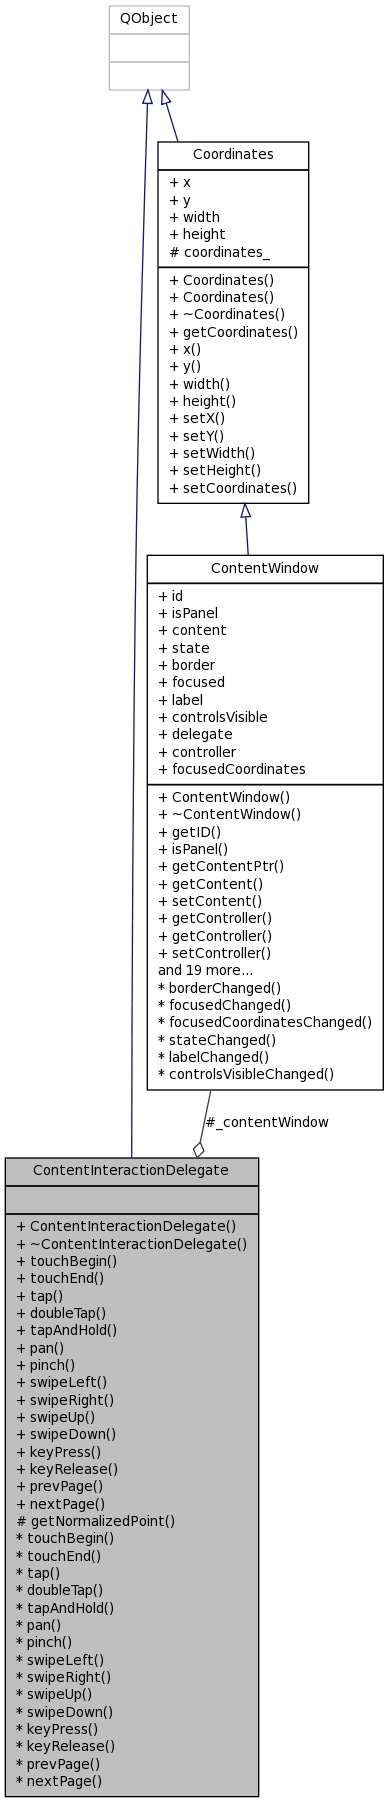 QObject
Coordinates
+ x
+ y
+ width
+ height
# coordinates_
+ Coordinates()
+ Coordinates()
+ ~Coordinates()
+ getCoordinates()
+ x()
+ y()
+ width()
+ height()
+ setX()
+ setY()
+ setWidth()
+ setHeight()
+ setCoordinates()
ContentWindow
+ id
+ isPanel
+ content
+ state
+ border
+ focused
+ label
+ controlsVisible
+ delegate
+ controller
+ focusedCoordinates
+ ContentWindow()
+ ~ContentWindow()
+ getID()
+ isPanel()
+ getContentPtr()
+ getContent()
+ setContent()
+ getController()
+ getController()
+ setController()
and 19 more...
* borderChanged()
* focusedChanged()
* focusedCoordinatesChanged()
* stateChanged()
* labelChanged()
* controlsVisibleChanged()
#_contentWindow
ContentInteractionDelegate
+ ContentInteractionDelegate()
+ ~ContentInteractionDelegate()
+ touchBegin()
+ touchEnd()
+ tap()
+ doubleTap()
+ tapAndHold()
+ pan()
+ pinch()
+ swipeLeft()
+ swipeRight()
+ swipeUp()
+ swipeDown()
+ keyPress()
+ keyRelease()
+ prevPage()
+ nextPage()
# getNormalizedPoint()
* touchBegin()
* touchEnd()
* tap()
* doubleTap()
* tapAndHold()
* pan()
* pinch()
* swipeLeft()
* swipeRight()
* swipeUp()
* swipeDown()
* keyPress()
* keyRelease()
* prevPage()
* nextPage()